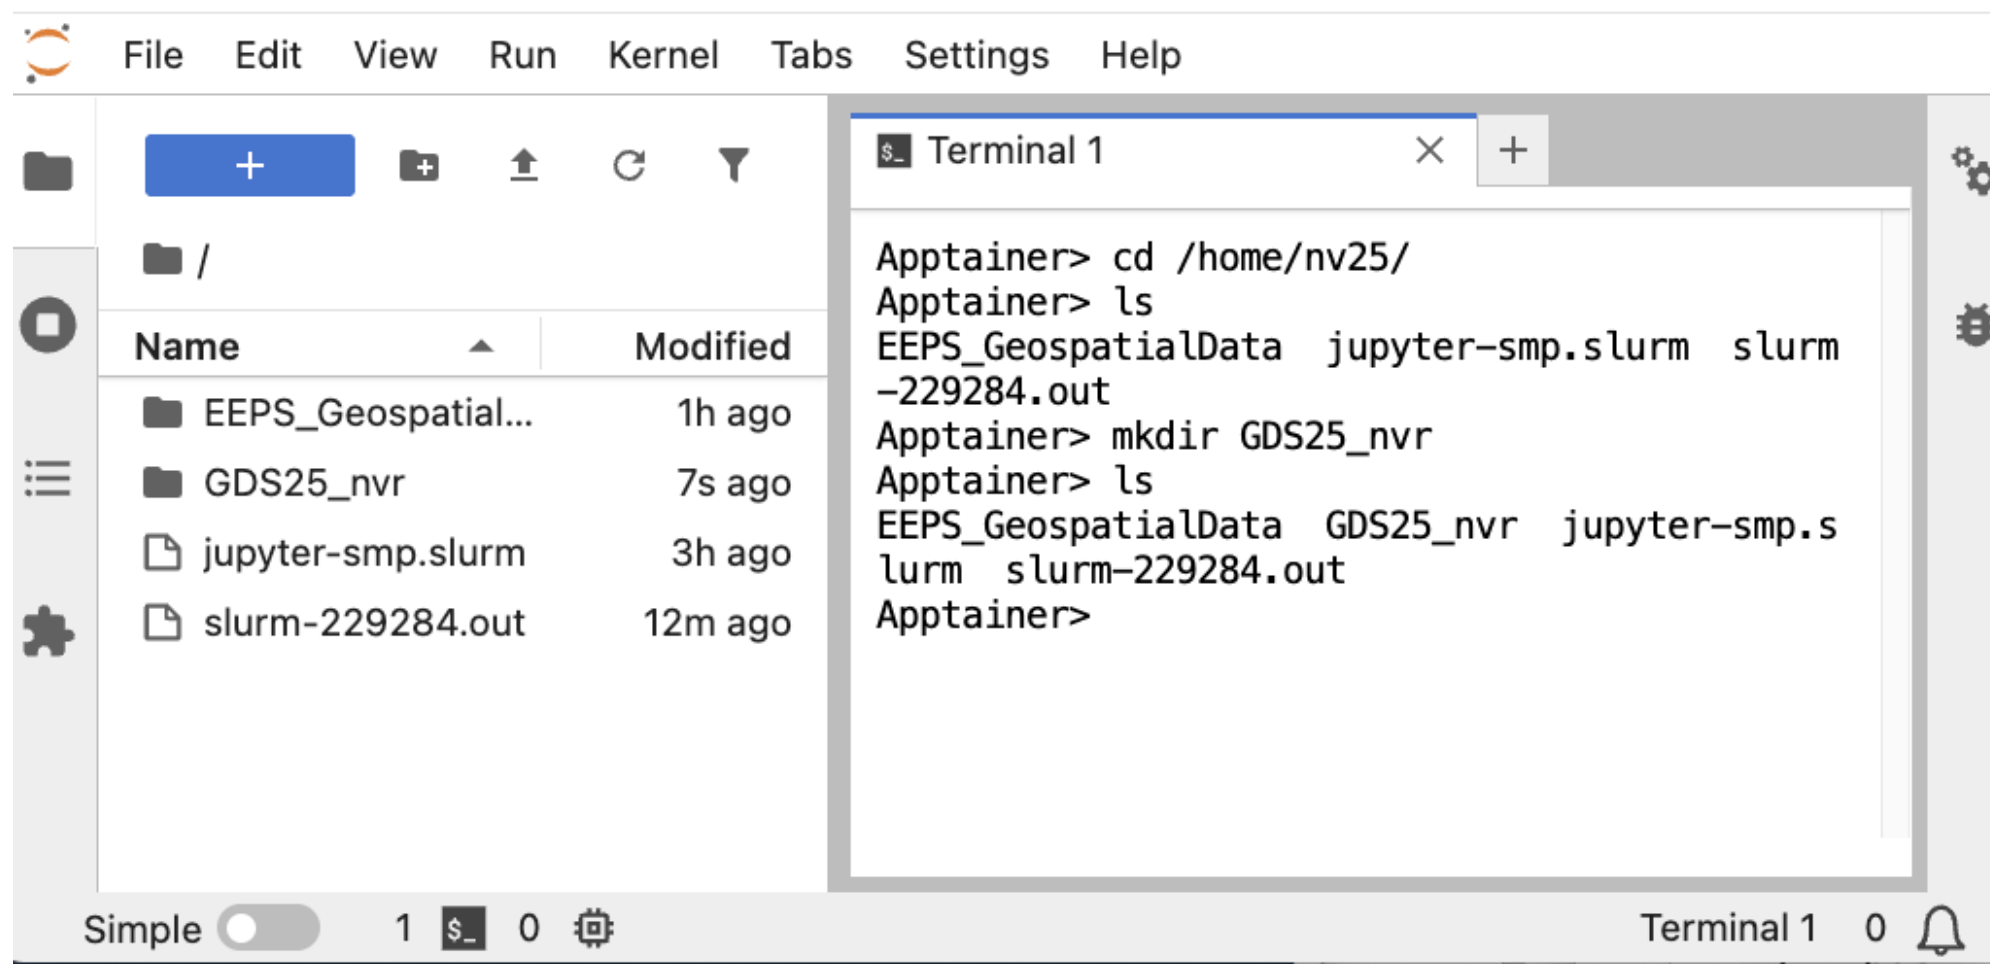 File Edit View Run Kernel Tabs Settings Help
+
/
Name Modified
EEPS_Geospatial... 1h ago
GDS25_nvr 7s ago
jupyter-smp.slurm 3h ago
slurm-229284.out 12m ago
$_ Terminal 1 × +
Apptainer> cd /home/nv25/
Apptainer> ls
EEPS_GeospatialData jupyter-smp.slurm slurm
-229284.out
Apptainer> mkdir GDS25_nvr
Apptainer> ls
EEPS_GeospatialData GDS25_nvr jupyter-smp.s
lurm slurm-229284.out
Apptainer>
Simple 1 $_ 0 Terminal 1 0